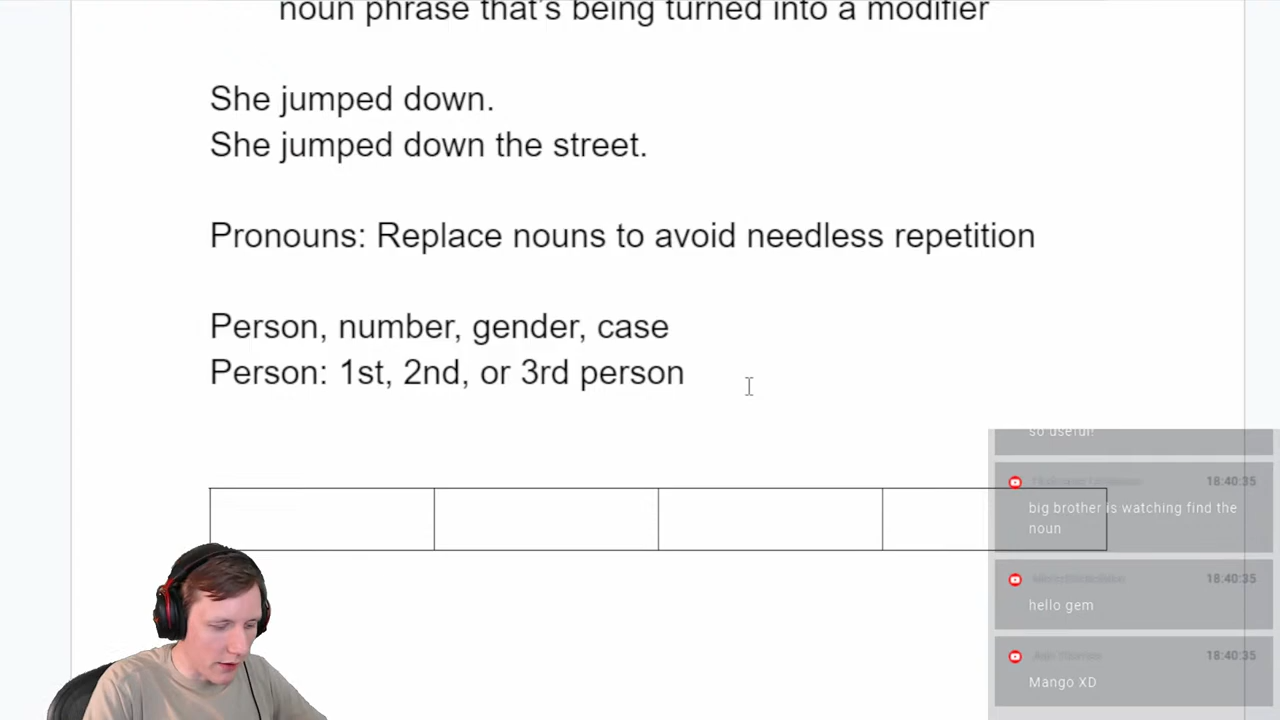 noun phrase that's being turned into a modifier
She jumped down.
She jumped down the street.
Pronouns: Replace nouns to avoid needless repetition
Person, number, gender, case
Person: 1st, 2nd, or 3rd person
so useful!
18:40:35
big brother is watching find the
noun
18:40:35
hello gem
18:40:35
Mango XD